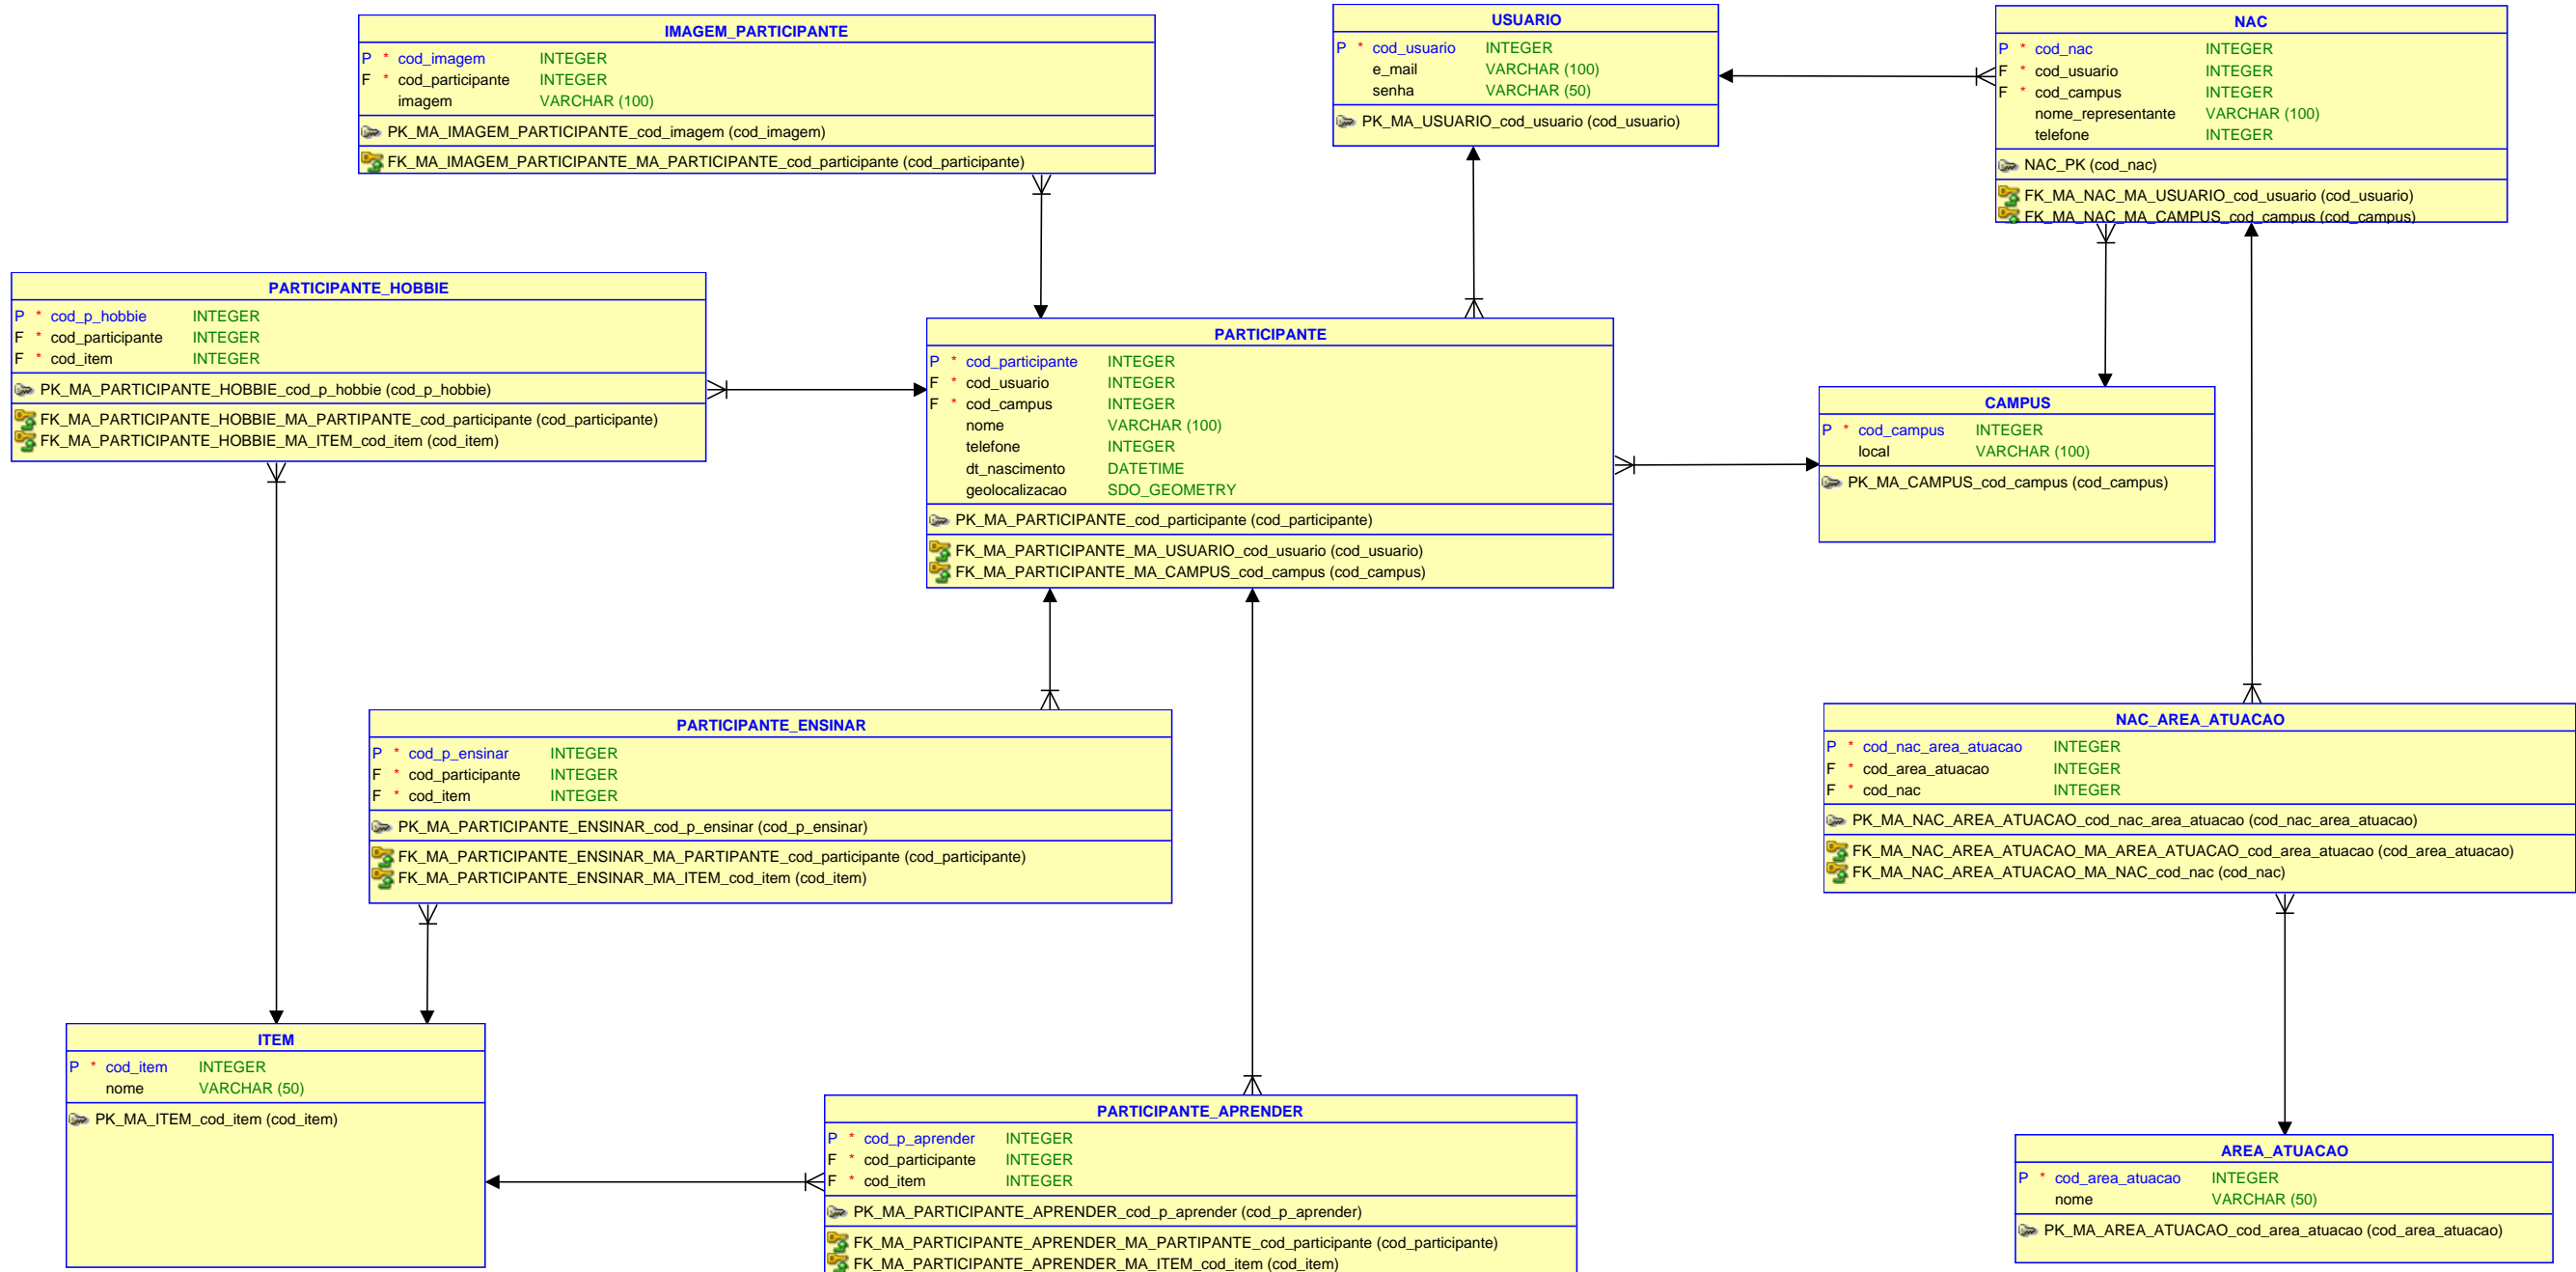 IMAGEM_PARTICIPANTE
P * cod_imagem INTEGER
F * cod_participante INTEGER
imagem VARCHAR (100)
PK_MA_IMAGEM_PARTICIPANTE_cod_imagem (cod_imagem)
FK_MA_IMAGEM_PARTICIPANTE_MA_PARTICIPANTE_cod_participante (cod_participante)
USUARIO
P * cod_usuario INTEGER
e_mail VARCHAR (100)
senha VARCHAR (50)
PK_MA_USUARIO_cod_usuario (cod_usuario)
NAC
P * cod_nac INTEGER
F * cod_usuario INTEGER
F * cod_campus INTEGER
nome_representante VARCHAR (100)
telefone INTEGER
NAC_PK (cod_nac)
FK_MA_NAC_MA_USUARIO_cod_usuario (cod_usuario)
FK_MA_NAC_MA_CAMPUS_cod_campus (cod_campus)
PARTICIPANTE_HOBBIE
P * cod_p_hobbie INTEGER
F * cod_participante INTEGER
F * cod_item INTEGER
PK_MA_PARTICIPANTE_HOBBIE_cod_p_hobbie (cod_p_hobbie)
FK_MA_PARTICIPANTE_HOBBIE_MA_PARTIPANTE_cod_participante (cod_participante)
FK_MA_PARTICIPANTE_HOBBIE_MA_ITEM_cod_item (cod_item)
PARTICIPANTE
P * cod_participante INTEGER
F * cod_usuario INTEGER
F * cod_campus INTEGER
nome VARCHAR (100)
telefone INTEGER
dt_nascimento DATETIME
geolocalizacao SDO_GEOMETRY
PK_MA_PARTICIPANTE_cod_participante (cod_participante)
FK_MA_PARTICIPANTE_MA_USUARIO_cod_usuario (cod_usuario)
FK_MA_PARTICIPANTE_MA_CAMPUS_cod_campus (cod_campus)
CAMPUS
P * cod_campus INTEGER
local VARCHAR (100)
PK_MA_CAMPUS_cod_campus (cod_campus)
PARTICIPANTE_ENSINAR
P * cod_p_ensinar INTEGER
F * cod_participante INTEGER
F * cod_item INTEGER
PK_MA_PARTICIPANTE_ENSINAR_cod_p_ensinar (cod_p_ensinar)
FK_MA_PARTICIPANTE_ENSINAR_MA_PARTIPANTE_cod_participante (cod_participante)
FK_MA_PARTICIPANTE_ENSINAR_MA_ITEM_cod_item (cod_item)
NAC_AREA_ATUACAO
P * cod_nac_area_atuacao INTEGER
F * cod_area_atuacao INTEGER
F * cod_nac INTEGER
PK_MA_NAC_AREA_ATUACAO_cod_nac_area_atuacao (cod_nac_area_atuacao)
FK_MA_NAC_AREA_ATUACAO_MA_AREA_ATUACAO_cod_area_atuacao (cod_area_atuacao)
FK_MA_NAC_AREA_ATUACAO_MA_NAC_cod_nac (cod_nac)
ITEM
P * cod_item INTEGER
nome VARCHAR (50)
PK_MA_ITEM_cod_item (cod_item)
PARTICIPANTE_APRENDER
P * cod_p_aprender INTEGER
F * cod_participante INTEGER
F * cod_item INTEGER
PK_MA_PARTICIPANTE_APRENDER_cod_p_aprender (cod_p_aprender)
FK_MA_PARTICIPANTE_APRENDER_MA_PARTIPANTE_cod_participante (cod_participante)
FK_MA_PARTICIPANTE_APRENDER_MA_ITEM_cod_item (cod_item)
AREA_ATUACAO
P * cod_area_atuacao INTEGER
nome VARCHAR (50)
PK_MA_AREA_ATUACAO_cod_area_atuacao (cod_area_atuacao)